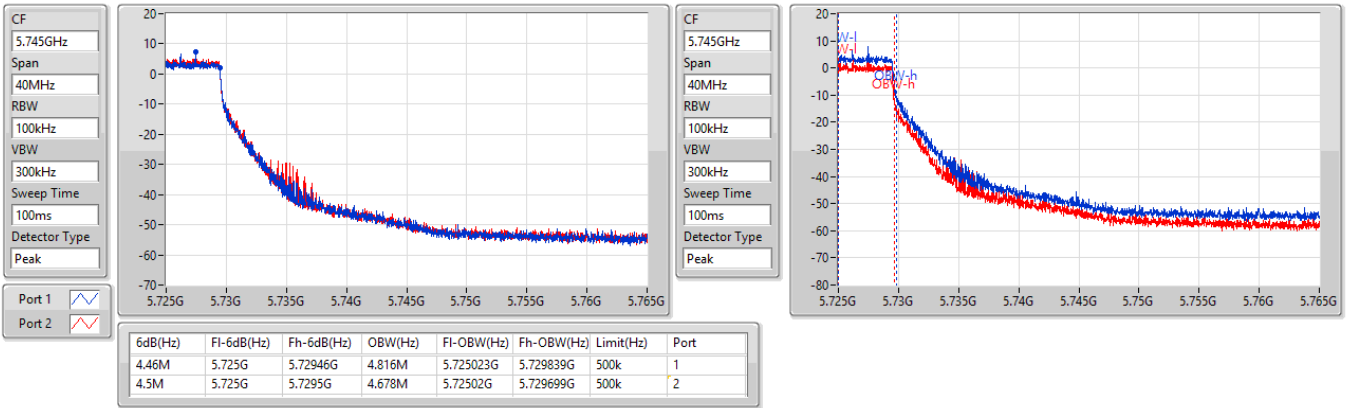 CF
5.745GHz
Span
40MHz
RBW
100kHz
VBW
300kHz
Sweep Time
100ms
Detector Type
Peak
Port 1
Port 2
20
10
0
-10
-20
-30
-40
-50
-60
-70
5.725G 5.73G 5.735G 5.74G 5.745G 5.75G 5.755G 5.76G 5.765G
CF
5.745GHz
Span
40MHz
RBW
100kHz
VBW
300kHz
Sweep Time
100ms
Detector Type
Peak
20
10
0
-10
-20
-30
-40
-50
-60
-70
-80
W-l
W-l
OBW-h
OBW-h
5.725G 5.73G 5.735G 5.74G 5.745G 5.75G 5.755G 5.76G 5.765G
6dB(Hz) Fl-6dB(Hz) Fh-6dB(Hz) OBW(Hz) Fl-OBW(Hz) Fh-OBW(Hz) Limit(Hz) Port
4.46M 5.725G 5.72946G 4.816M 5.725023G 5.729839G 500k 1
4.5M 5.725G 5.7295G 4.678M 5.72502G 5.729699G 500k 2